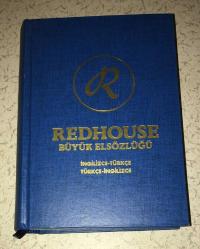 R
REDHOUSE
BÜYÜK ELSÖZLÜĞÜ
İNGİLİZCE-TÜRKÇE
TÜRKÇE-İNGİLİZCE